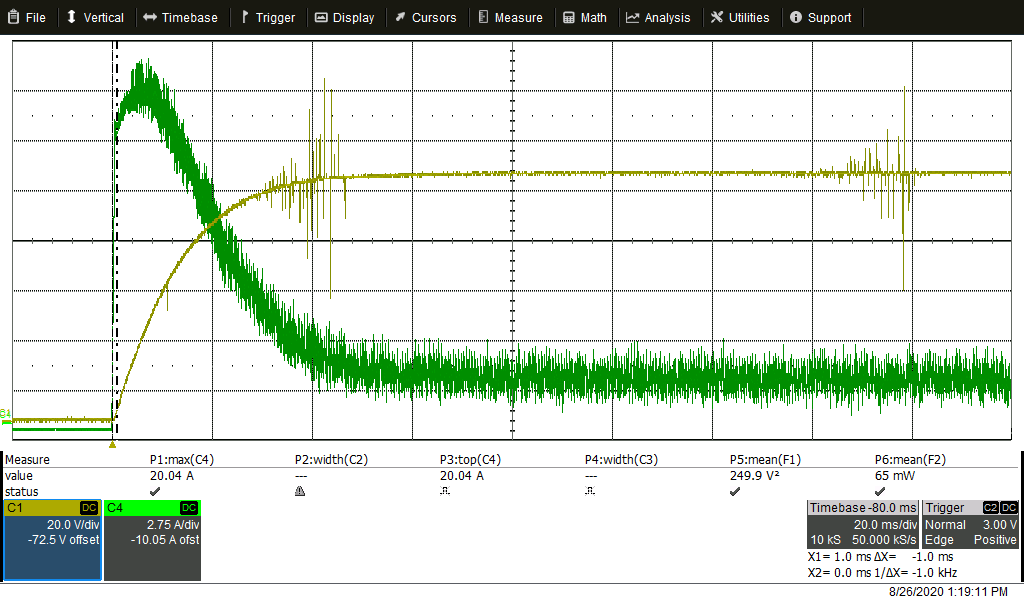 File Vertical Timebase Trigger Display Cursors Measure Math Analysis Utilities Support
Measure P1:max(C4) P2:width(C2) P3:top(C4) P4:width(C3) P5:mean(F1) P6:mean(F2)
value 20.04 A --- 20.04 A --- 249.9 V² 65 mW
status
C1 DC C4 DC Timebase -80.0 ms Trigger C2 DC
20.0 V/div 2.75 A/div 20.0 ms/div Normal 3.00 V
-72.5 V offset -10.05 A ofst 10 kS 50.000 kS/s Edge Positive
X1= 1.0 ms ΔX= -1.0 ms
X2= 0.0 ms 1/ΔX= -1.0 kHz
8/26/2020 1:19:11 PM